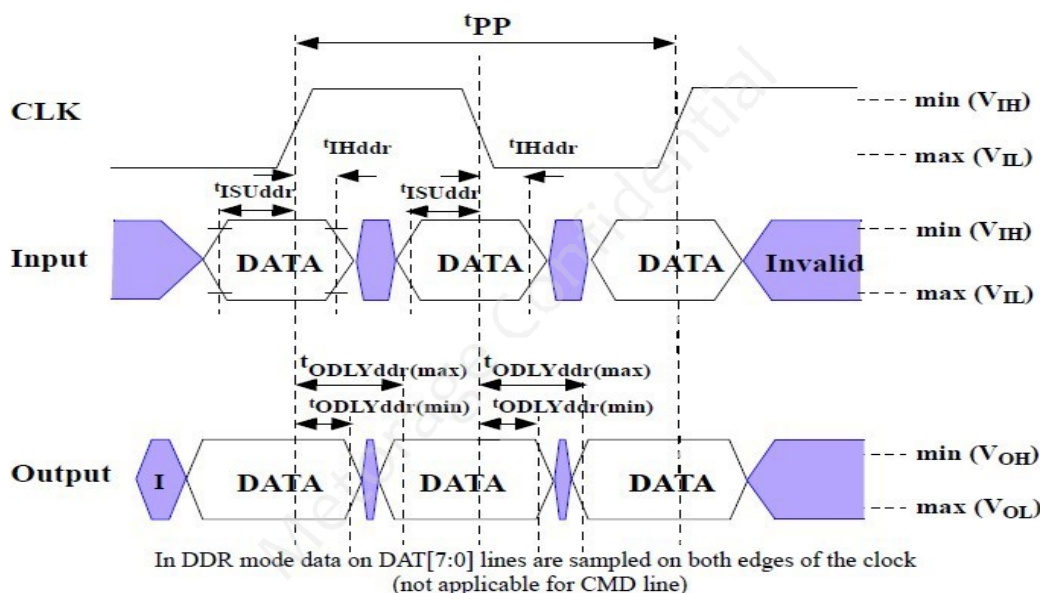 tPP
CLK
min (VIH)
tIHddr
tIHddr
max (VIL)
tISUddr
tISUddr
min (VIH)
Input
DATA
DATA
DATA
Invalid
max (VIL)
tODLYddr(max)
tODLYddr(max)
tODLYddr(min)
tODLYddr(min)
min (VOH)
Output
I
DATA
DATA
DATA
max (VOL)
In DDR mode data on DAT[7:0] lines are sampled on both edges of the clock
(not applicable for CMD line)